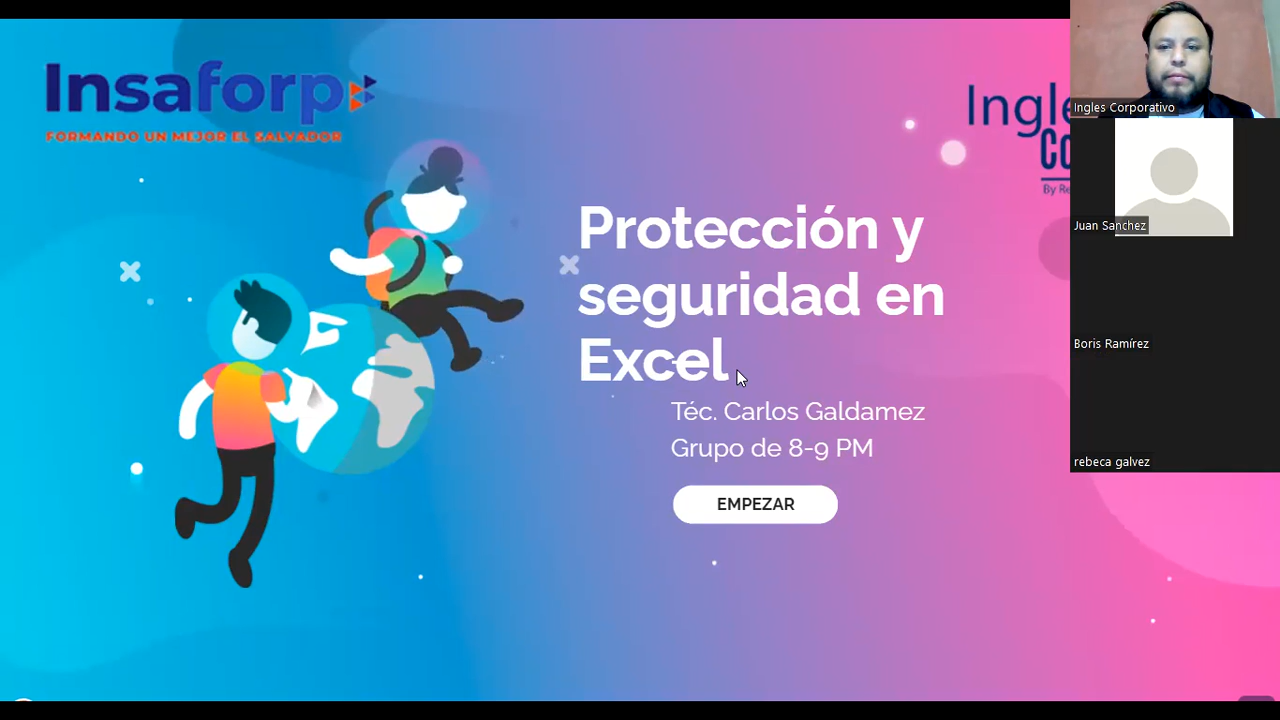 Insaforp
FORMANDO UN MEJOR EL SALVADOR
Protección y
seguridad en
Excel
Téc. Carlos Galdamez
Grupo de 8-9 PM
EMPEZAR
Ingles Corporativo
Juan Sanchez
Boris Ramírez
rebeca galvez